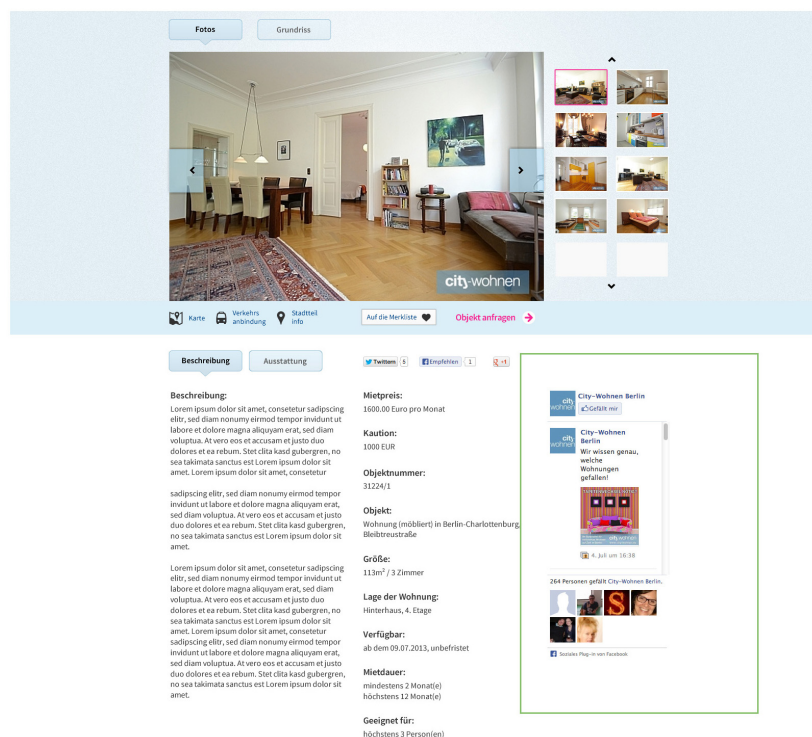 Fotos
Grundriss
city-wohnen
Karte
Verkehrs
anbindung
Stadtteil
info
Auf die Merkliste
Objekt anfragen
Beschreibung
Ausstattung
Twittern 5
Empfehlen 1
+1
Beschreibung:
Lorem ipsum dolor sit amet, consetetur sadipscing
elitr, sed diam nonumy eirmod tempor invidunt ut
labore et dolore magna aliquyam erat, sed diam
voluptua. At vero eos et accusam et justo duo
dolores et ea rebum. Stet clita kasd gubergren, no
sea takimata sanctus est Lorem ipsum dolor sit
amet. Lorem ipsum dolor sit amet, consetetur
sadipscing elitr, sed diam nonumy eirmod tempor
invidunt ut labore et dolore magna aliquyam erat,
sed diam voluptua. At vero eos et accusam et justo
duo dolores et ea rebum. Stet clita kasd gubergren,
no sea takimata sanctus est Lorem ipsum dolor sit
amet.
Lorem ipsum dolor sit amet, consetetur sadipscing
elitr, sed diam nonumy eirmod tempor invidunt ut
labore et dolore magna aliquyam erat, sed diam
voluptua. At vero eos et accusam et justo duo
dolores et ea rebum. Stet clita kasd gubergren, no
sea takimata sanctus est Lorem ipsum dolor sit
amet. Lorem ipsum dolor sit amet, consetetur
sadipscing elitr, sed diam nonumy eirmod tempor
invidunt ut labore et dolore magna aliquyam erat,
sed diam voluptua. At vero eos et accusam et justo
duo dolores et ea rebum. Stet clita kasd gubergren,
no sea takimata sanctus est Lorem ipsum dolor sit
amet.
Mietpreis:
1600.00 Euro pro Monat
Kaution:
1000 EUR
Objektnummer:
31224/1
Objekt:
Wohnung (möbliert) in Berlin-Charlottenburg,
Bleibtreustraße
Größe:
113m² / 3 Zimmer
Lage der Wohnung:
Hinterhaus, 4. Etage
Verfügbar:
ab dem 09.07.2013, unbefristet
Mietdauer:
mindestens 2 Monat(e)
höchstens 12 Monat(e)
Geeignet für:
höchstens 3 Person(en)
city
wohnen
City-Wohnen Berlin
Gefällt mir
city
wohnen
City-Wohnen
Berlin
Wir wissen genau,
welche
Wohnungen
gefallen!
city-wohnen
4. Juli um 16:38
264 Personen gefällt City-Wohnen Berlin.
Soziales Plug-in von Facebook